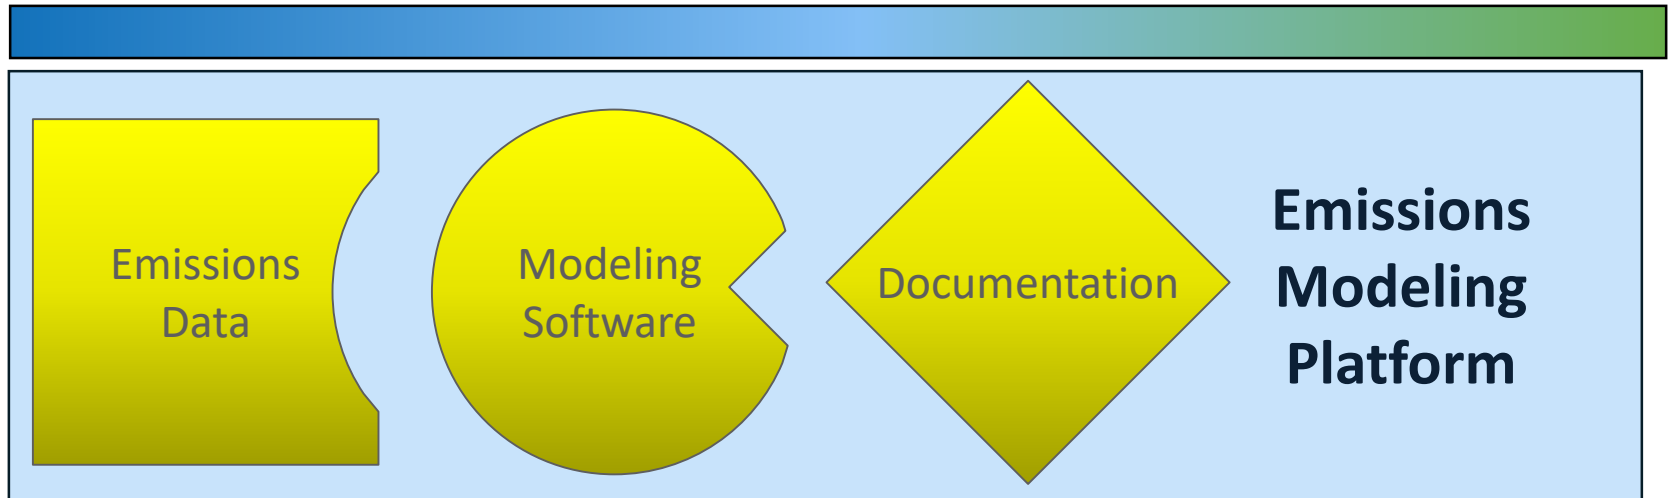 Emissions
Data
Modeling
Software
Documentation
Emissions
Modeling
Platform